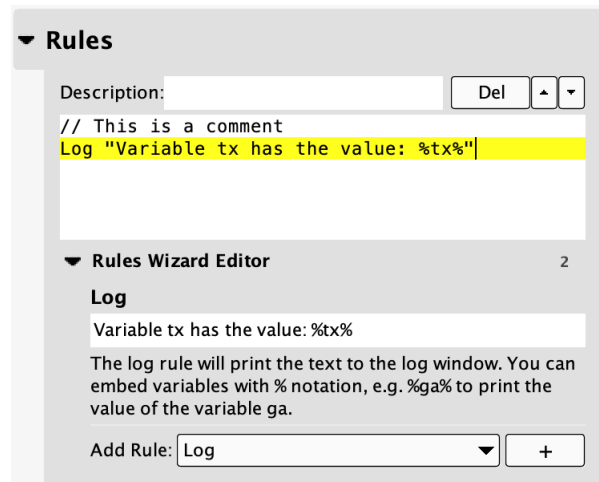 Rules
Description:
Del
// This is a comment
Log "Variable tx has the value: %tx%"
Rules Wizard Editor 2
Log
Variable tx has the value: %tx%
The log rule will print the text to the log window. You can
embed variables with % notation, e.g. %ga% to print the
value of the variable ga.
Add Rule: Log +